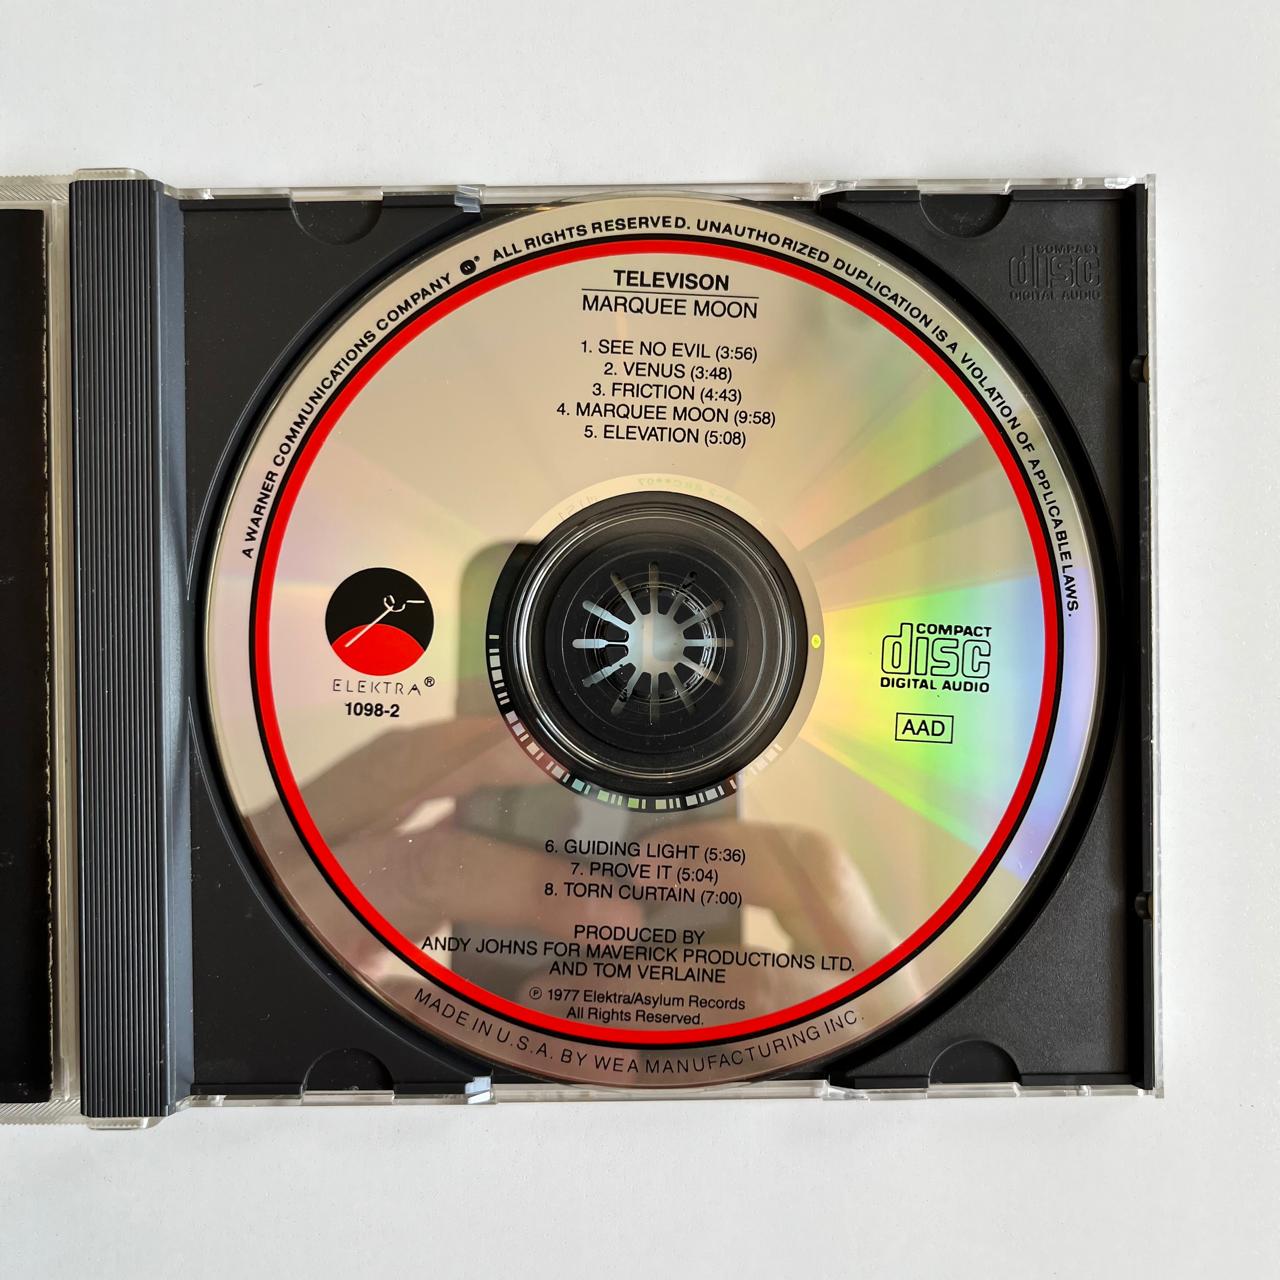 A WARNER COMMUNICATIONS COMPANY ALL RIGHTS RESERVED. UNAUTHORIZED DUPLICATION IS A VIOLATION OF APPLICABLE LAWS.
TELEVISON
MARQUEE MOON
1. SEE NO EVIL (3:56)
2. VENUS (3:48)
3. FRICTION (4:43)
4. MARQUEE MOON (9:58)
5. ELEVATION (5:08)
ELEKTRA®
1098-2
COMPACT
disc
DIGITAL AUDIO
AAD
6. GUIDING LIGHT (5:36)
7. PROVE IT (5:04)
8. TORN CURTAIN (7:00)
PRODUCED BY
ANDY JOHNS FOR MAVERICK PRODUCTIONS LTD.
AND TOM VERLAINE
℗ 1977 Elektra/Asylum Records
All Rights Reserved.
MADE IN U.S.A. BY WEA MANUFACTURING INC.
COMPACT
disc
DIGITAL AUDIO